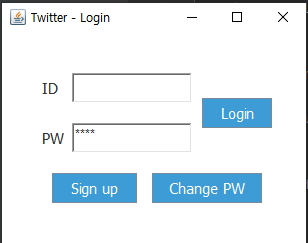 Twitter - Login
ID
Login
PW ****
Sign up Change PW